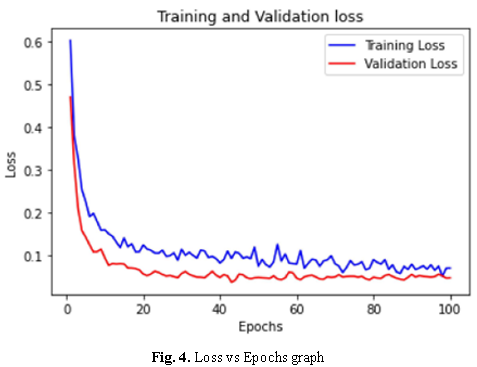 Training and Validation loss
Training Loss
Validation Loss
0.6
0.5
0.4
0.3
0.2
0.1
Loss
0 20 40 60 80 100
Epochs
Fig. 4. Loss vs Epochs graph